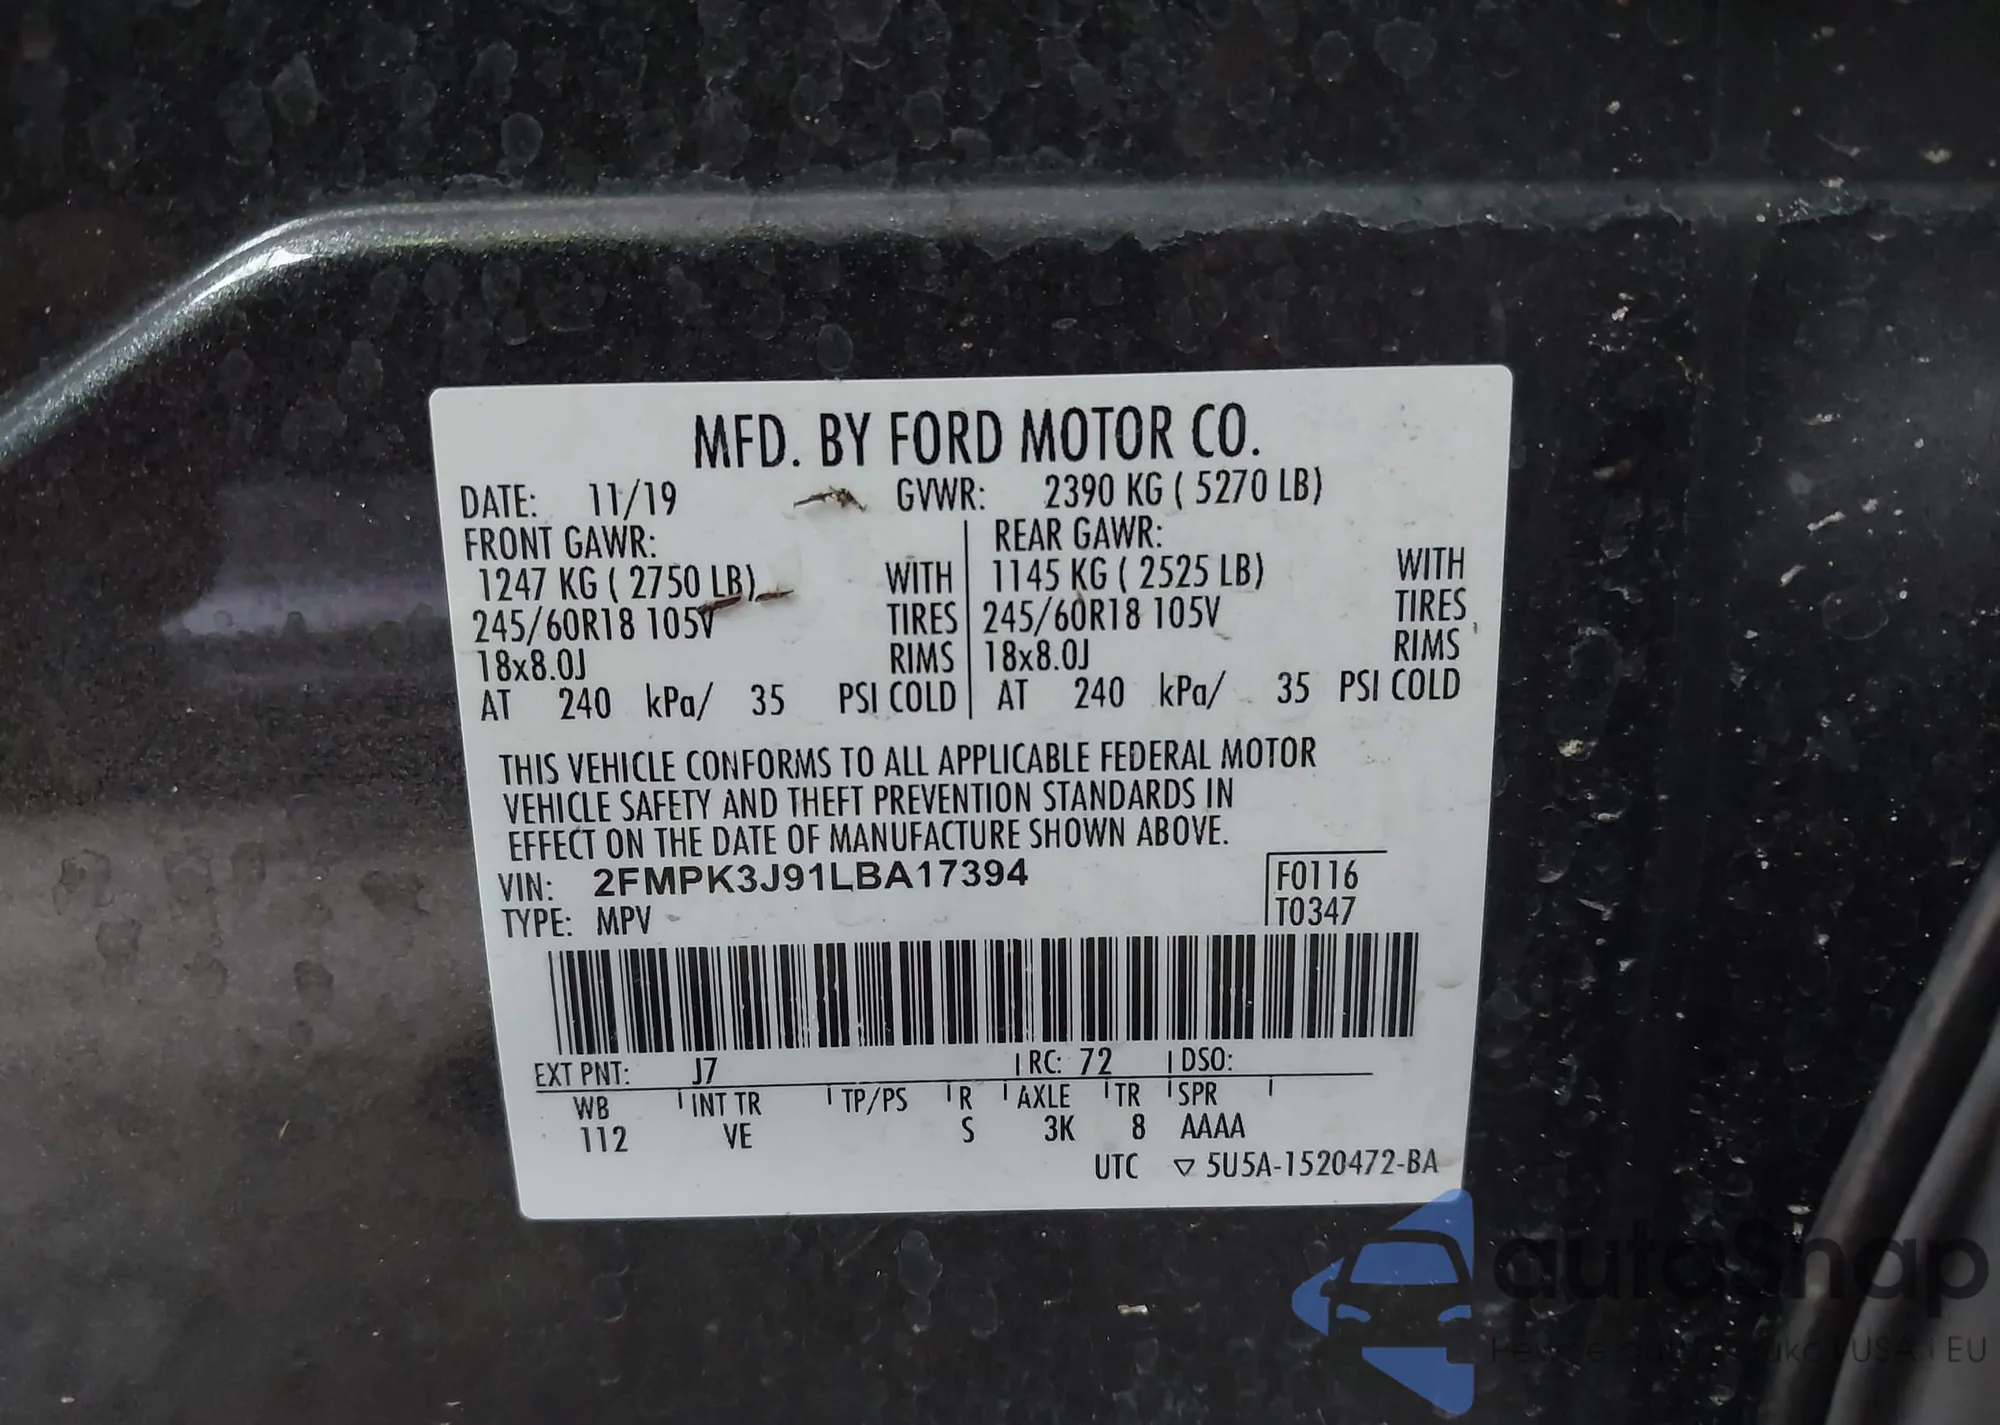 MFD. BY FORD MOTOR CO.
DATE: 11/19 GVWR: 2390 KG ( 5270 LB)
FRONT GAWR: REAR GAWR:
1247 KG ( 2750 LB) WITH 1145 KG ( 2525 LB) WITH
245/60R18 105V TIRES 245/60R18 105V TIRES
18x8.0J RIMS 18x8.0J RIMS
AT 240 kPa/ 35 PSI COLD AT 240 kPa/ 35 PSI COLD
THIS VEHICLE CONFORMS TO ALL APPLICABLE FEDERAL MOTOR
VEHICLE SAFETY AND THEFT PREVENTION STANDARDS IN
EFFECT ON THE DATE OF MANUFACTURE SHOWN ABOVE.
VIN: 2FMPK3J91LBA17394 F0116
TYPE: MPV T0347
EXT PNT: J7 RC: 72 DSO:
WB INT TR TP/PS R AXLE TR SPR
112 VE S 3K 8 AAAA
UTC ▽ 5U5A-1520472-BA
autaSnap
USA i EU